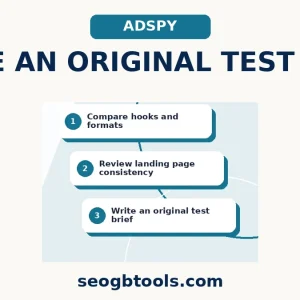 ADSPY
AN ORIGINAL TEST
1 Compare hooks and
formats
2 Review landing page
consistency
3 Write an original test
brief
seogbtools.com